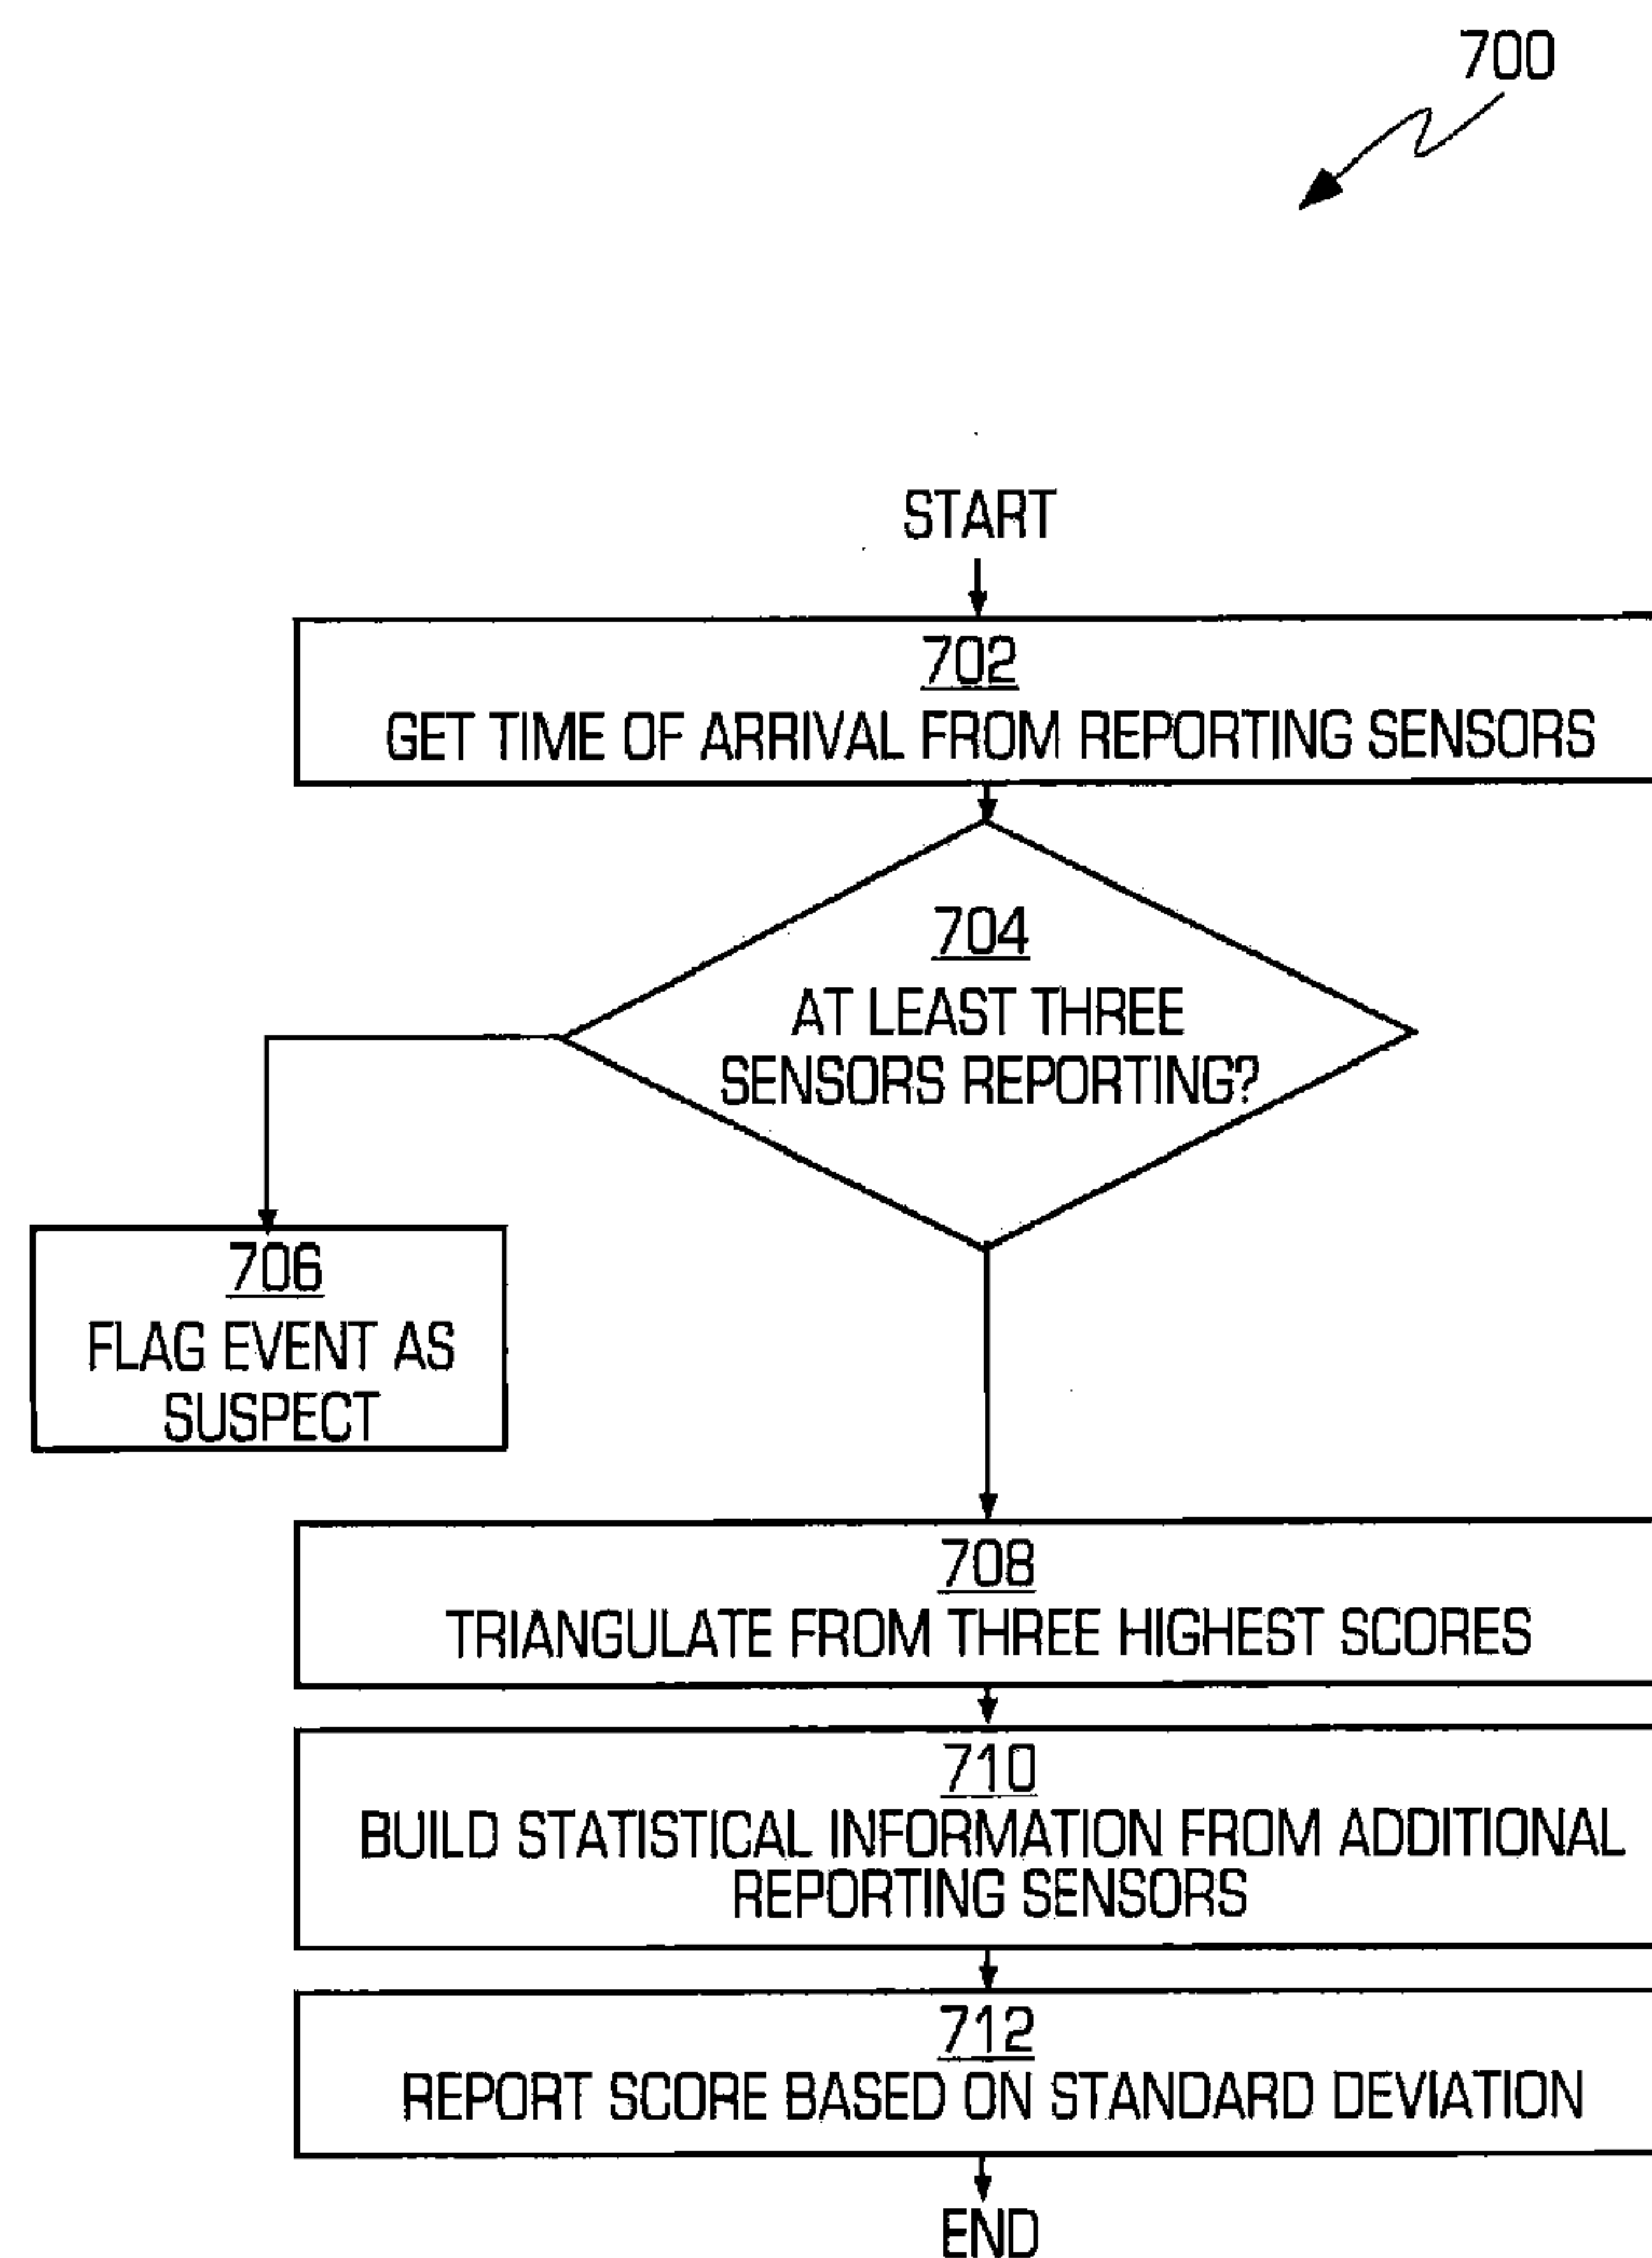 700
START
702
GET TIME OF ARRIVAL FROM REPORTING SENSORS
704
AT LEAST THREE
SENSORS REPORTING?
706
FLAG EVENT AS
SUSPECT
708
TRIANGULATE FROM THREE HIGHEST SCORES
710
BUILD STATISTICAL INFORMATION FROM ADDITIONAL
REPORTING SENSORS
712
REPORT SCORE BASED ON STANDARD DEVIATION
END